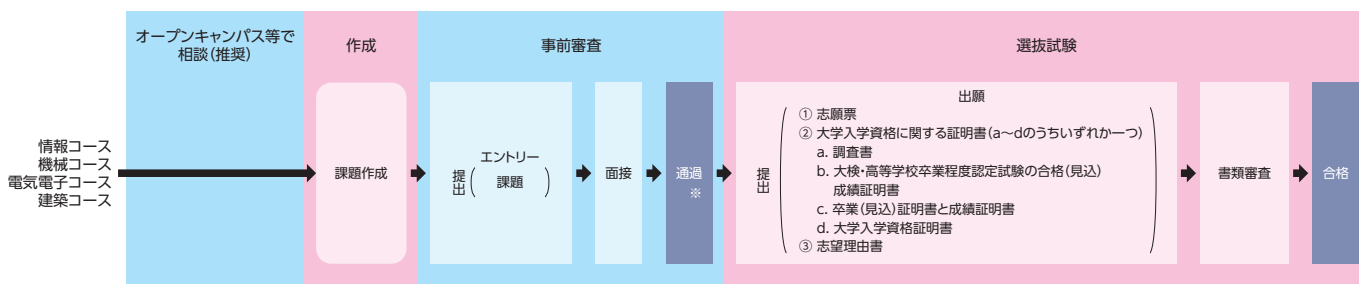 オープンキャンパス等で
相談(推奨)
作成
事前審査
選抜試験
情報コース
機械コース
電気電子コース
建築コース
課題作成
エントリー
提出(課題)
面接
通過
※
出願
提出
① 志願票
② 大学入学資格に関する証明書(a〜dのうちいずれか一つ)
a. 調査書
b. 大検・高等学校卒業程度認定試験の合格(見込)
成績証明書
c. 卒業(見込)証明書と成績証明書
d. 大学入学資格証明書
③ 志望理由書
書類審査
合格